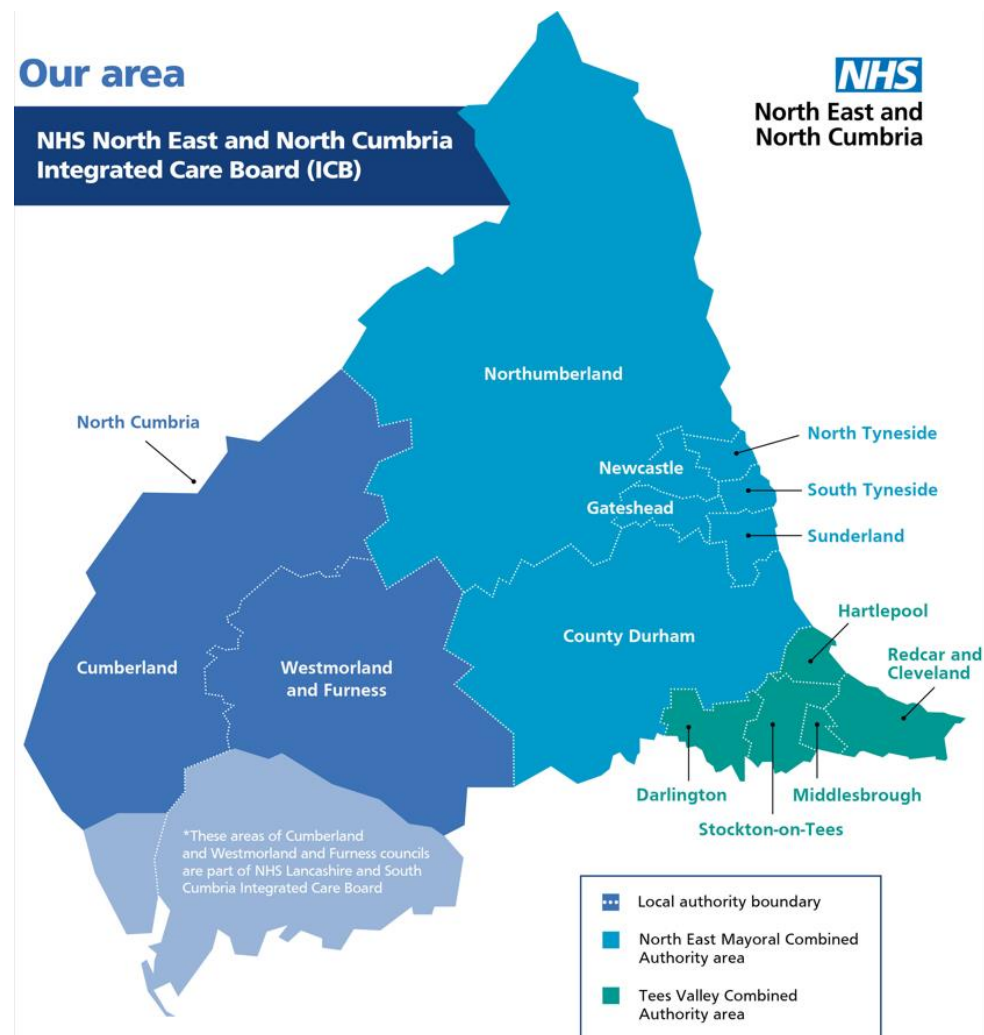 Our area
NHS
North East and
North Cumbria
NHS North East and North Cumbria
Integrated Care Board (ICB)
Northumberland
North Cumbria
North Tyneside
Newcastle
South Tyneside
Gateshead
Sunderland
Hartlepool
County Durham
Redcar and
Cleveland
Cumberland
Westmorland
and Furness
Darlington
Middlesbrough
Stockton-on-Tees
*These areas of Cumberland
and Westmorland and Furness councils
are part of NHS Lancashire and South
Cumbria Integrated Care Board
Local authority boundary
North East Mayoral Combined
Authority area
Tees Valley Combined
Authority area